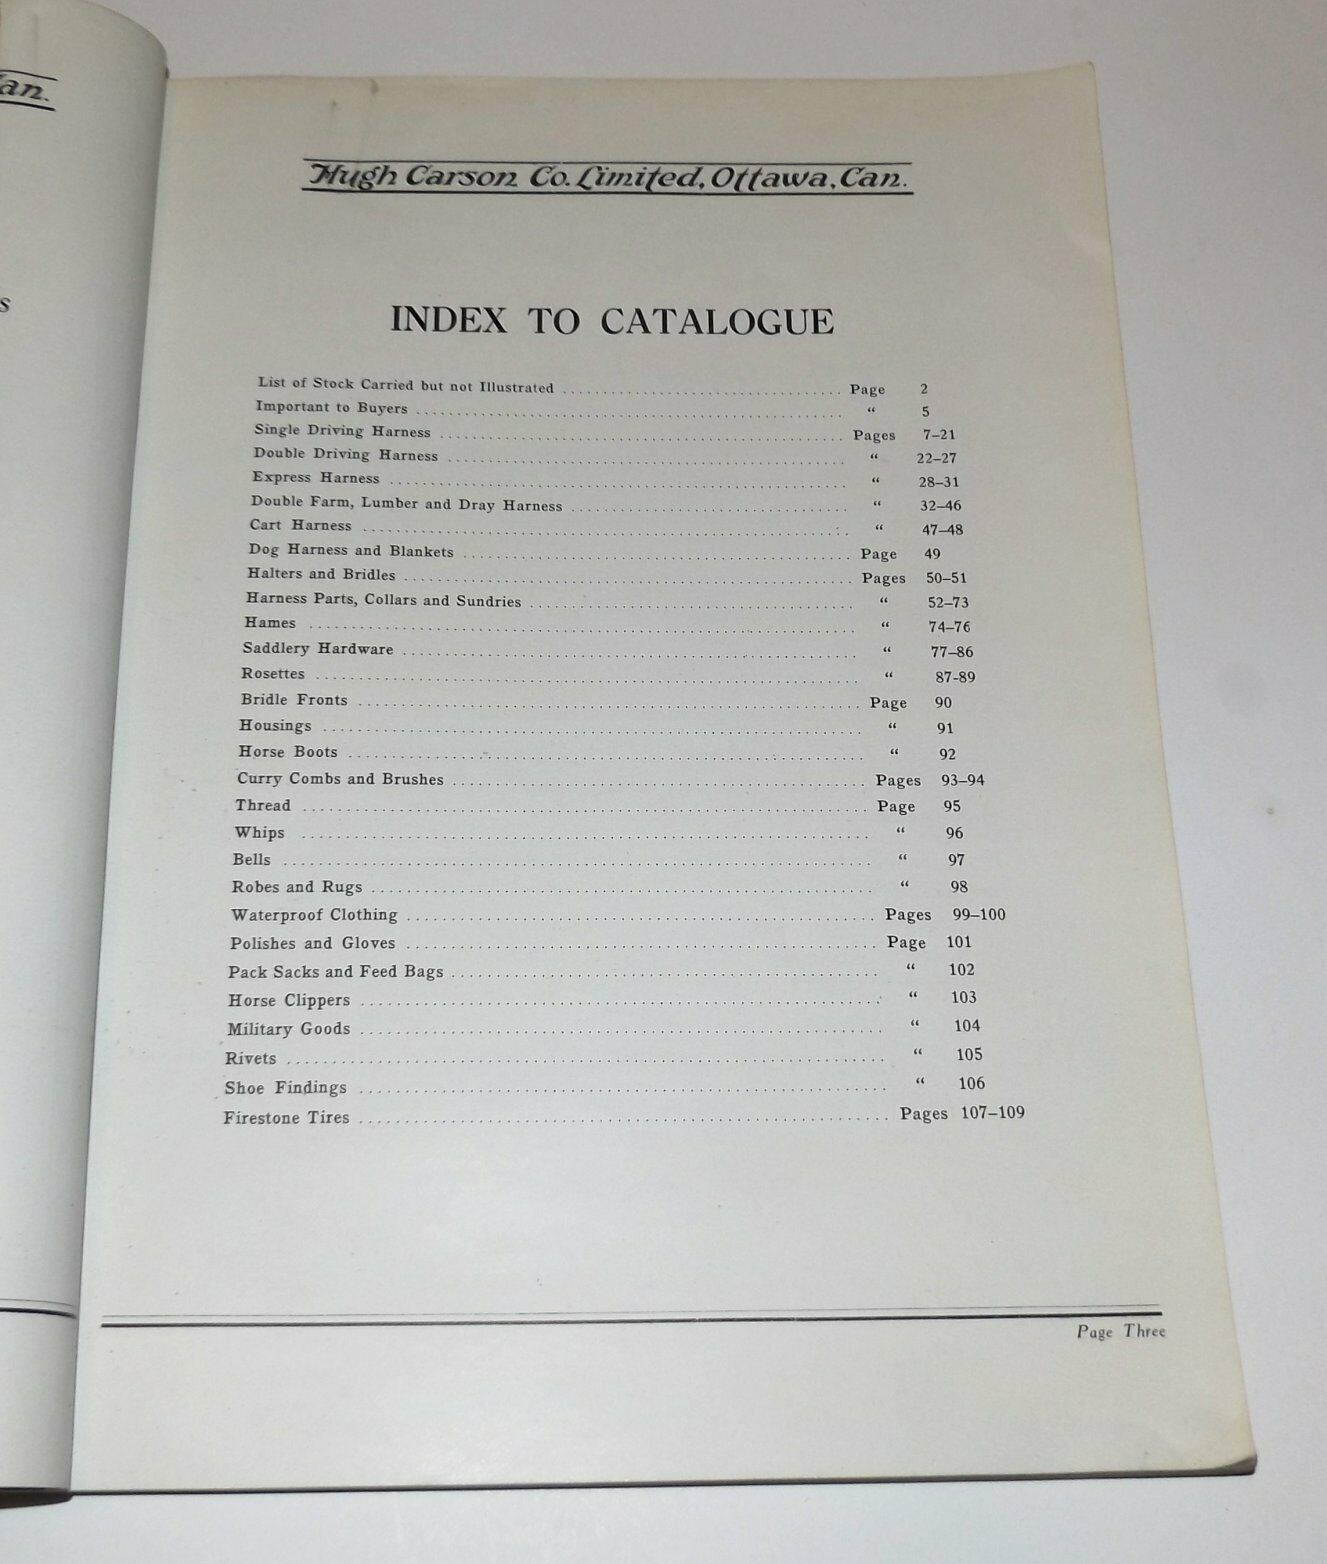 an.
s
Hugh Carson Co. Limited, Ottawa, Can.
INDEX TO CATALOGUE
List of Stock Carried but not Illustrated Page 2
Important to Buyers “ 5
Single Driving Harness Pages 7–21
Double Driving Harness “ 22–27
Express Harness “ 28–31
Double Farm, Lumber and Dray Harness “ 32–46
Cart Harness “ 47–48
Dog Harness and Blankets Page 49
Halters and Bridles Pages 50–51
Harness Parts, Collars and Sundries “ 52–73
Hames “ 74–76
Saddlery Hardware “ 77–86
Rosettes “ 87-89
Bridle Fronts Page 90
Housings “ 91
Horse Boots “ 92
Curry Combs and Brushes Pages 93–94
Thread Page 95
Whips “ 96
Bells “ 97
Robes and Rugs “ 98
Waterproof Clothing Pages 99–100
Polishes and Gloves Page 101
Pack Sacks and Feed Bags “ 102
Horse Clippers “ 103
Military Goods “ 104
Rivets “ 105
Shoe Findings “ 106
Firestone Tires Pages 107–109
Page Three